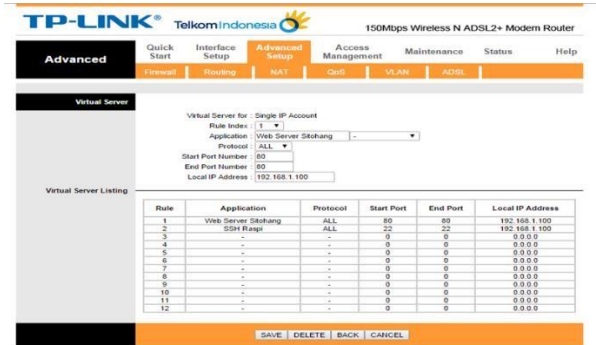 TP-LINK® TelkomIndonesia
150Mbps Wireless N ADSL2+ Modem Router
Advanced
Quick Start Interface Setup Advanced Setup Access Management Maintenance Status Help
Firewall Routing NAT QoS VLAN ADSL
Virtual Server
Virtual Server for : Single IP Account
Rule Index : 1
Application : Web Server Sitohang -
Protocol : ALL
Start Port Number : 80
End Port Number : 80
Local IP Address : 192.168.1.100
Virtual Server Listing
Rule Application Protocol Start Port End Port Local IP Address
1 Web Server Sitohang ALL 80 80 192.168.1.100
2 SSH Raspi ALL 22 22 192.168.1.100
3 - - 0 0 0.0.0.0
4 - - 0 0 0.0.0.0
5 - - 0 0 0.0.0.0
6 - - 0 0 0.0.0.0
7 - - 0 0 0.0.0.0
8 - - 0 0 0.0.0.0
9 - - 0 0 0.0.0.0
10 - - 0 0 0.0.0.0
11 - - 0 0 0.0.0.0
12 - - 0 0 0.0.0.0
SAVE DELETE BACK CANCEL